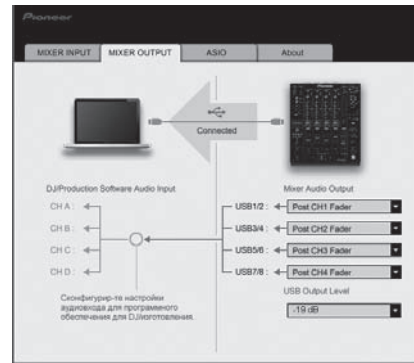 Pioneer
MIXER INPUT MIXER OUTPUT ASIO About
Connected
DJ/Production Software Audio Input
Mixer Audio Output
CH A :
CH B :
CH C :
CH D :
USB1/2 : Post CH1 Fader
USB3/4 : Post CH2 Fader
USB5/6 : Post CH3 Fader
USB7/8 : Post CH4 Fader
USB Output Level
-19 dB
Сконфигурир-те настройки
аудиовхода для программного
обеспечения для DJ/изготовления.